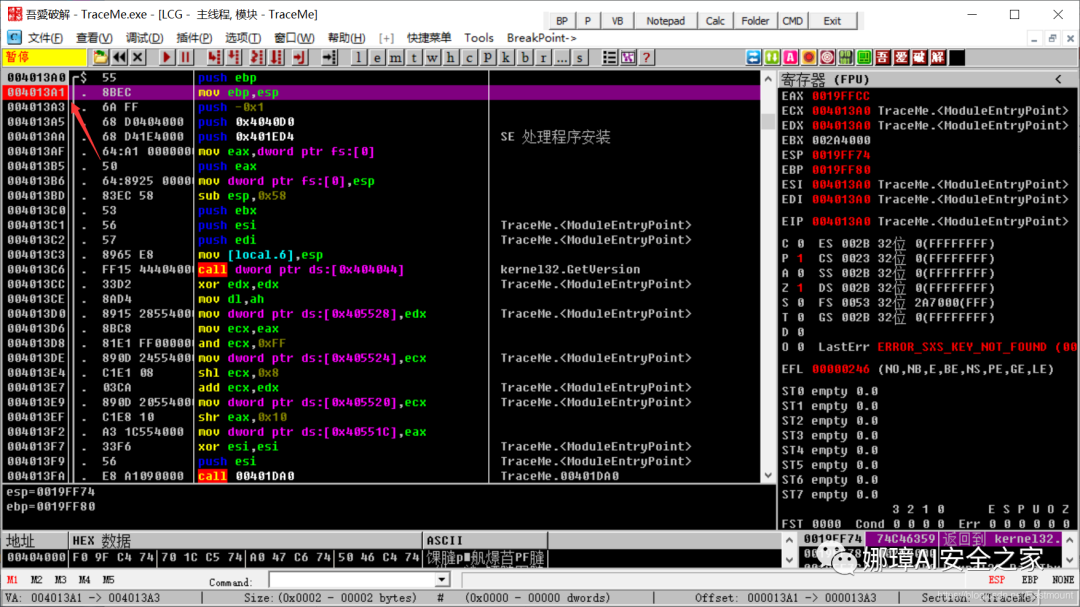 吾愛破解 - TraceMe.exe - [LCG - 主线程, 模块 - TraceMe]
BP P VB Notepad Calc Folder CMD Exit
文件(F) 查看(V) 调试(D) 插件(P) 选项(T) 窗口(W) 帮助(H) [+] 快捷菜单 Tools BreakPoint->
暂停 l e m t w h c p k b r ... s ? 吾 爱 破 解
004013A0 $ 55 push ebp
004013A1 . 8BEC mov ebp,esp
004013A3 . 6A FF push -0x1
004013A5 . 68 D0404000 push 0x4040D0
004013AA . 68 D41E4000 push 0x401ED4 SE 处理程序安装
004013AF . 64:A1 0000000 mov eax,dword ptr fs:[0]
004013B5 . 50 push eax
004013B6 . 64:8925 00000 mov dword ptr fs:[0],esp
004013BD . 83EC 58 sub esp,0x58
004013C0 . 53 push ebx
004013C1 . 56 push esi TraceMe.<ModuleEntryPoint>
004013C2 . 57 push edi TraceMe.<ModuleEntryPoint>
004013C3 . 8965 E8 mov [local.6],esp
004013C6 . FF15 44404000 call dword ptr ds:[0x404044] kernel32.GetVersion
004013CC . 33D2 xor edx,edx TraceMe.<ModuleEntryPoint>
004013CE . 8AD4 mov dl,ah
004013D0 . 8915 28554000 mov dword ptr ds:[0x405528],edx TraceMe.<ModuleEntryPoint>
004013D6 . 8BC8 mov ecx,eax
004013D8 . 81E1 FF000000 and ecx,0xFF
004013DE . 890D 24554000 mov dword ptr ds:[0x405524],ecx TraceMe.<ModuleEntryPoint>
004013E4 . C1E1 08 shl ecx,0x8
004013E7 . 03CA add ecx,edx TraceMe.<ModuleEntryPoint>
004013E9 . 890D 20554000 mov dword ptr ds:[0x405520],ecx TraceMe.<ModuleEntryPoint>
004013EF . C1E8 10 shr eax,0x10
004013F2 . A3 1C554000 mov dword ptr ds:[0x40551C],eax
004013F7 . 33F6 xor esi,esi TraceMe.<ModuleEntryPoint>
004013F9 . 56 push esi TraceMe.<ModuleEntryPoint>
004013FA . E8 A1090000 call 00401DA0 TraceMe.00401DA0
esp=0019FF74
ebp=0019FF80
寄存器 (FPU) <
EAX 0019FFCC
ECX 004013A0 TraceMe.<ModuleEntryPoint>
EDX 004013A0 TraceMe.<ModuleEntryPoint>
EBX 002A4000
ESP 0019FF74
EBP 0019FF80
ESI 004013A0 TraceMe.<ModuleEntryPoint>
EDI 004013A0 TraceMe.<ModuleEntryPoint>
EIP 004013A0 TraceMe.<ModuleEntryPoint>
C 0 ES 002B 32位 0(FFFFFFFF)
P 1 CS 0023 32位 0(FFFFFFFF)
A 0 SS 002B 32位 0(FFFFFFFF)
Z 1 DS 002B 32位 0(FFFFFFFF)
S 0 FS 0053 32位 2A7000(FFF)
T 0 GS 002B 32位 0(FFFFFFFF)
D 0
O 0 LastErr ERROR_SXS_KEY_NOT_FOUND (00
EFL 00000246 (NO,NB,E,BE,NS,PE,GE,LE)
ST0 empty 0.0
ST1 empty 0.0
ST2 empty 0.0
ST3 empty 0.0
ST4 empty 0.0
ST5 empty 0.0
ST6 empty 0.0
ST7 empty 0.0
3 2 1 0 E S P U O Z
FST 0000 Cond 0 0 0 0 Err 0 0 0 0 0 0
地址 HEX 数据 ASCII
00404000 F0 9F C4 74 70 1C C5 74 A0 47 C6 74 50 46 C4 74
0019FF74 74C46359 返回到 kernel32.
娜璋AI安全之家
M1 M2 M3 M4 M5 Command: ESP EBP NONE
VA: 004013A1 -> 004013A3 Size:(0x0002 - 00002 bytes) # (0x0000 - 00000 dwords) Offset: 000013A1 -> 000013A3 Section: <TraceMe>